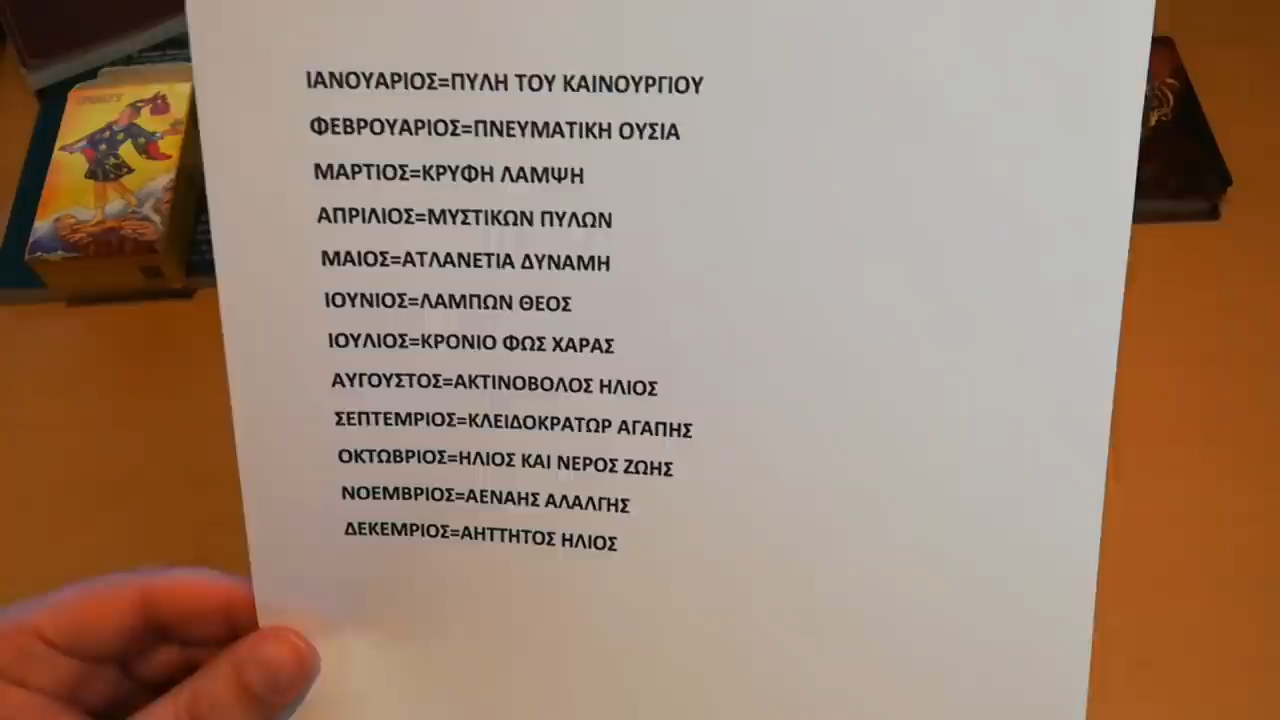 ΙΑΝΟΥΑΡΙΟΣ=ΠΥΛΗ ΤΟΥ ΚΑΙΝΟΥΡΓΙΟΥ
ΦΕΒΡΟΥΑΡΙΟΣ=ΠΝΕΥΜΑΤΙΚΗ ΟΥΣΙΑ
ΜΑΡΤΙΟΣ=ΚΡΥΦΗ ΛΑΜΨΗ
ΑΠΡΙΛΙΟΣ=ΜΥΣΤΙΚΩΝ ΠΥΛΩΝ
ΜΑΙΟΣ=ΑΤΛΑΝΕΤΙΑ ΔΥΝΑΜΗ
ΙΟΥΝΙΟΣ=ΛΑΜΠΩΝ ΘΕΟΣ
ΙΟΥΛΙΟΣ=ΚΡΟΝΙΟ ΦΩΣ ΧΑΡΑΣ
ΑΥΓΟΥΣΤΟΣ=ΑΚΤΙΝΟΒΟΛΟΣ ΗΛΙΟΣ
ΣΕΠΤΕΜΡΙΟΣ=ΚΛΕΙΔΟΚΡΑΤΩΡ ΑΓΑΠΗΣ
ΟΚΤΩΒΡΙΟΣ=ΗΛΙΟΣ ΚΑΙ ΝΕΡΟΣ ΖΩΗΣ
ΝΟΕΜΒΡΙΟΣ=ΑΕΝΑΗΣ ΑΛΑΛΓΗΣ
ΔΕΚΕΜΡΙΟΣ=ΑΗΤΤΗΤΟΣ ΗΛΙΟΣ